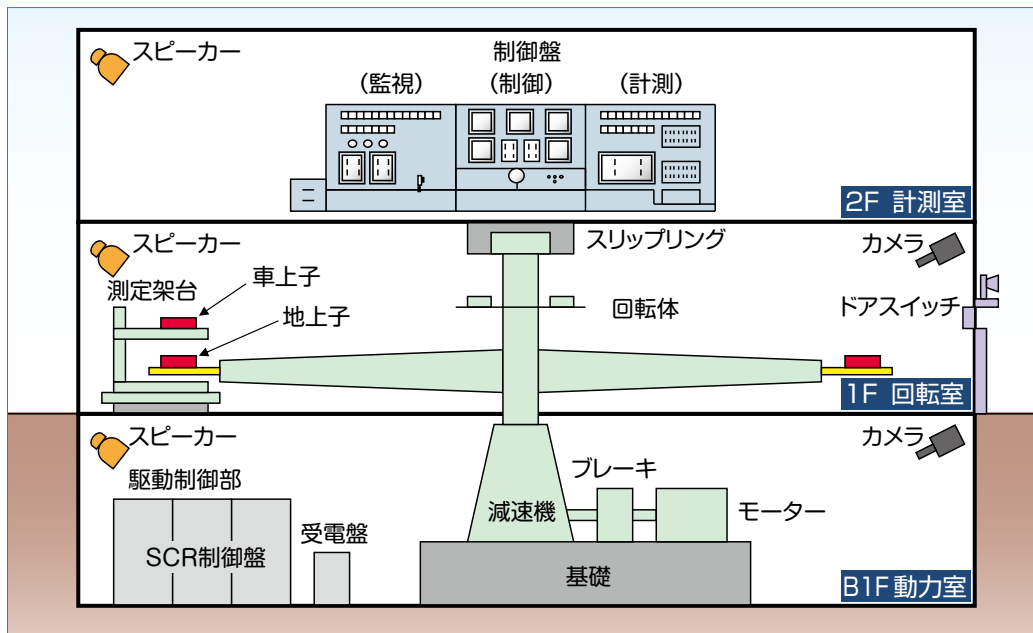 スピーカー
制御盤
（監視）
（制御）
（計測）
2F 計測室
スピーカー
スリップリング
カメラ
車上子
測定架台
地上子
回転体
ドアスイッチ
1F 回転室
スピーカー
カメラ
駆動制御部
ブレーキ
減速機
モーター
受電盤
SCR制御盤
基礎
B1F 動力室